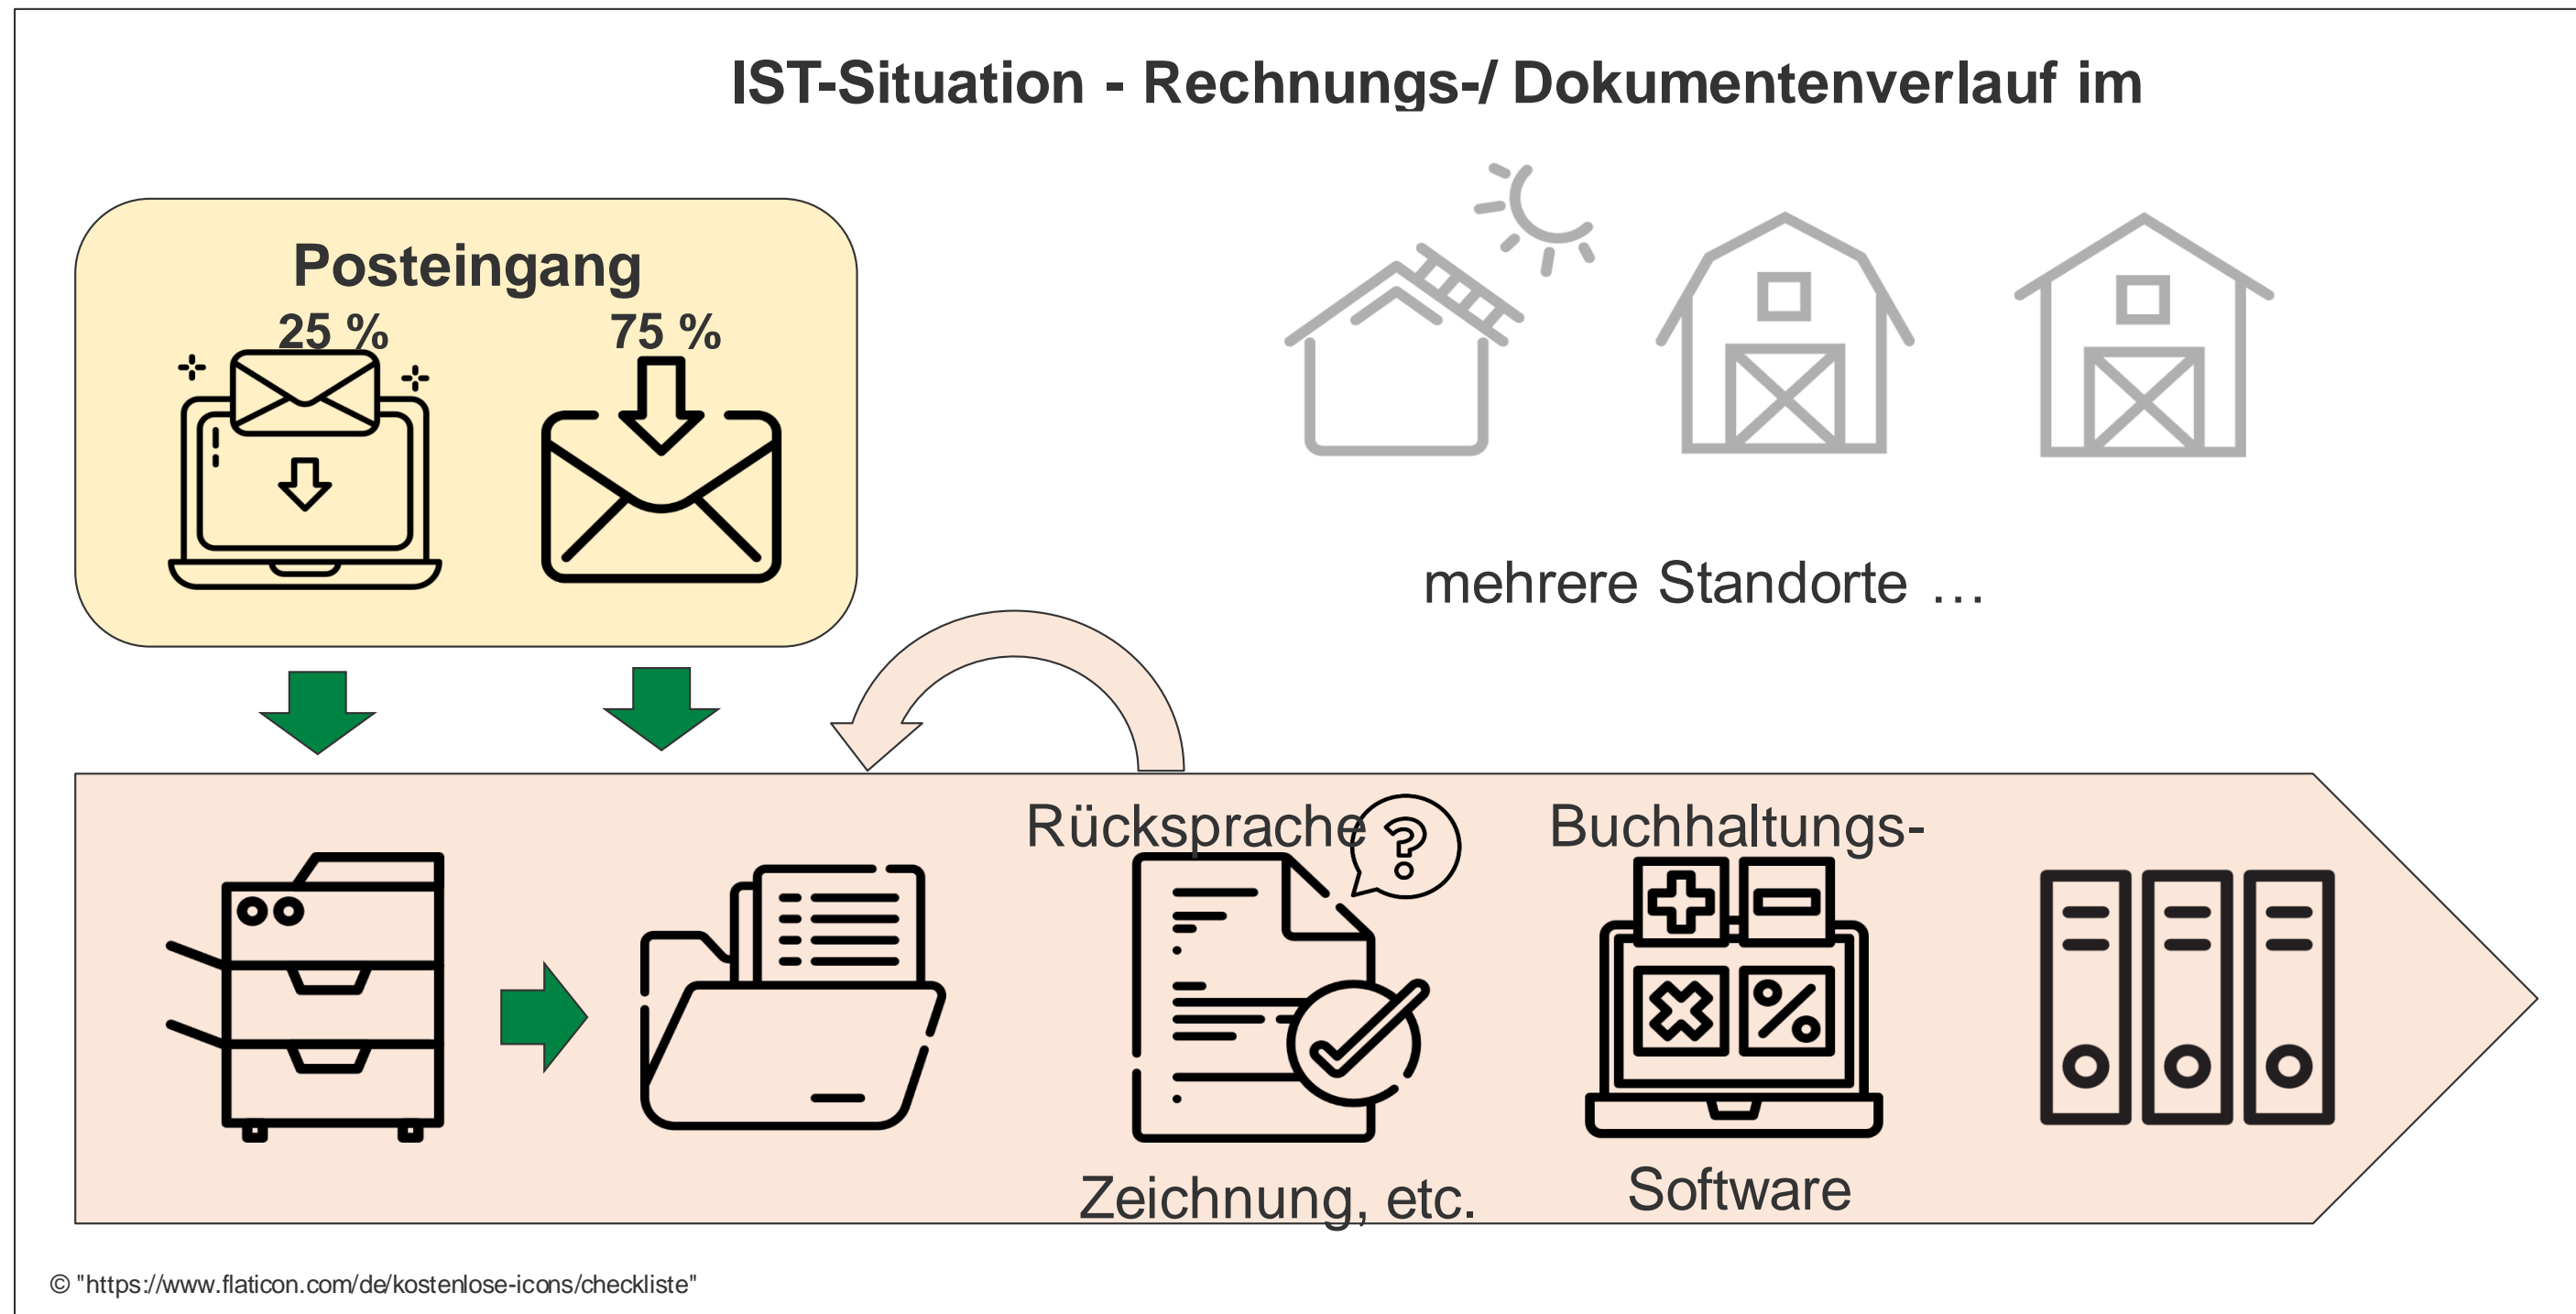 IST-Situation - Rechnungs-/ Dokumentenverlauf im
Posteingang
25 %
75 %
mehrere Standorte …
Rücksprache
Buchhaltungs-
Zeichnung, etc.
Software
© "https://www.flaticon.com/de/kostenlose-icons/checkliste"